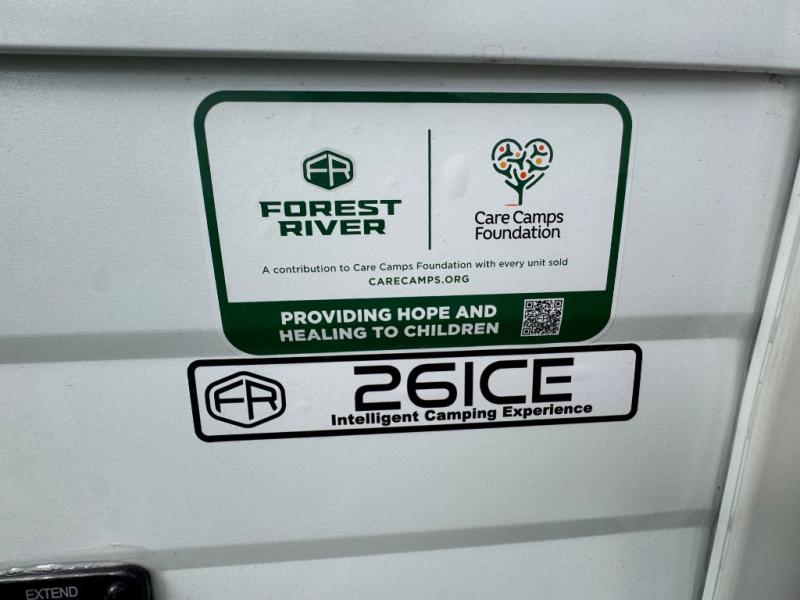 FR
FOREST
RIVER
Care Camps
Foundation
A contribution to Care Camps Foundation with every unit sold
CARECAMPS.ORG
PROVIDING HOPE AND
HEALING TO CHILDREN
FR
26ICE
Intelligent Camping Experience
EXTEND